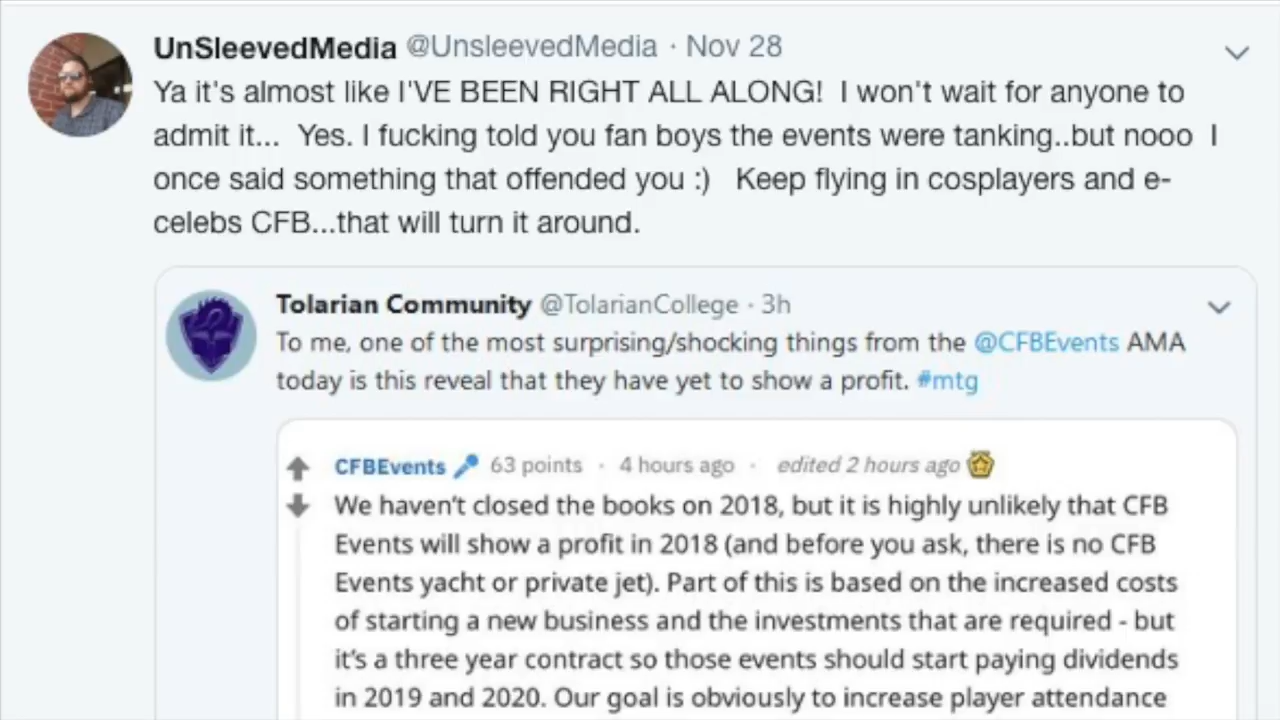 UnSleevedMedia @UnsleevedMedia · Nov 28
Ya it's almost like I'VE BEEN RIGHT ALL ALONG!  I won't wait for anyone to
admit it...  Yes. I fucking told you fan boys the events were tanking..but nooo  I
once said something that offended you :)   Keep flying in cosplayers and e-
celebs CFB...that will turn it around.
Tolarian Community @TolarianCollege · 3h
To me, one of the most surprising/shocking things from the @CFBEvents AMA
today is this reveal that they have yet to show a profit. #mtg
CFBEvents 63 points · 4 hours ago · edited 2 hours ago
We haven't closed the books on 2018, but it is highly unlikely that CFB
Events will show a profit in 2018 (and before you ask, there is no CFB
Events yacht or private jet). Part of this is based on the increased costs
of starting a new business and the investments that are required - but
it's a three year contract so those events should start paying dividends
in 2019 and 2020. Our goal is obviously to increase player attendance